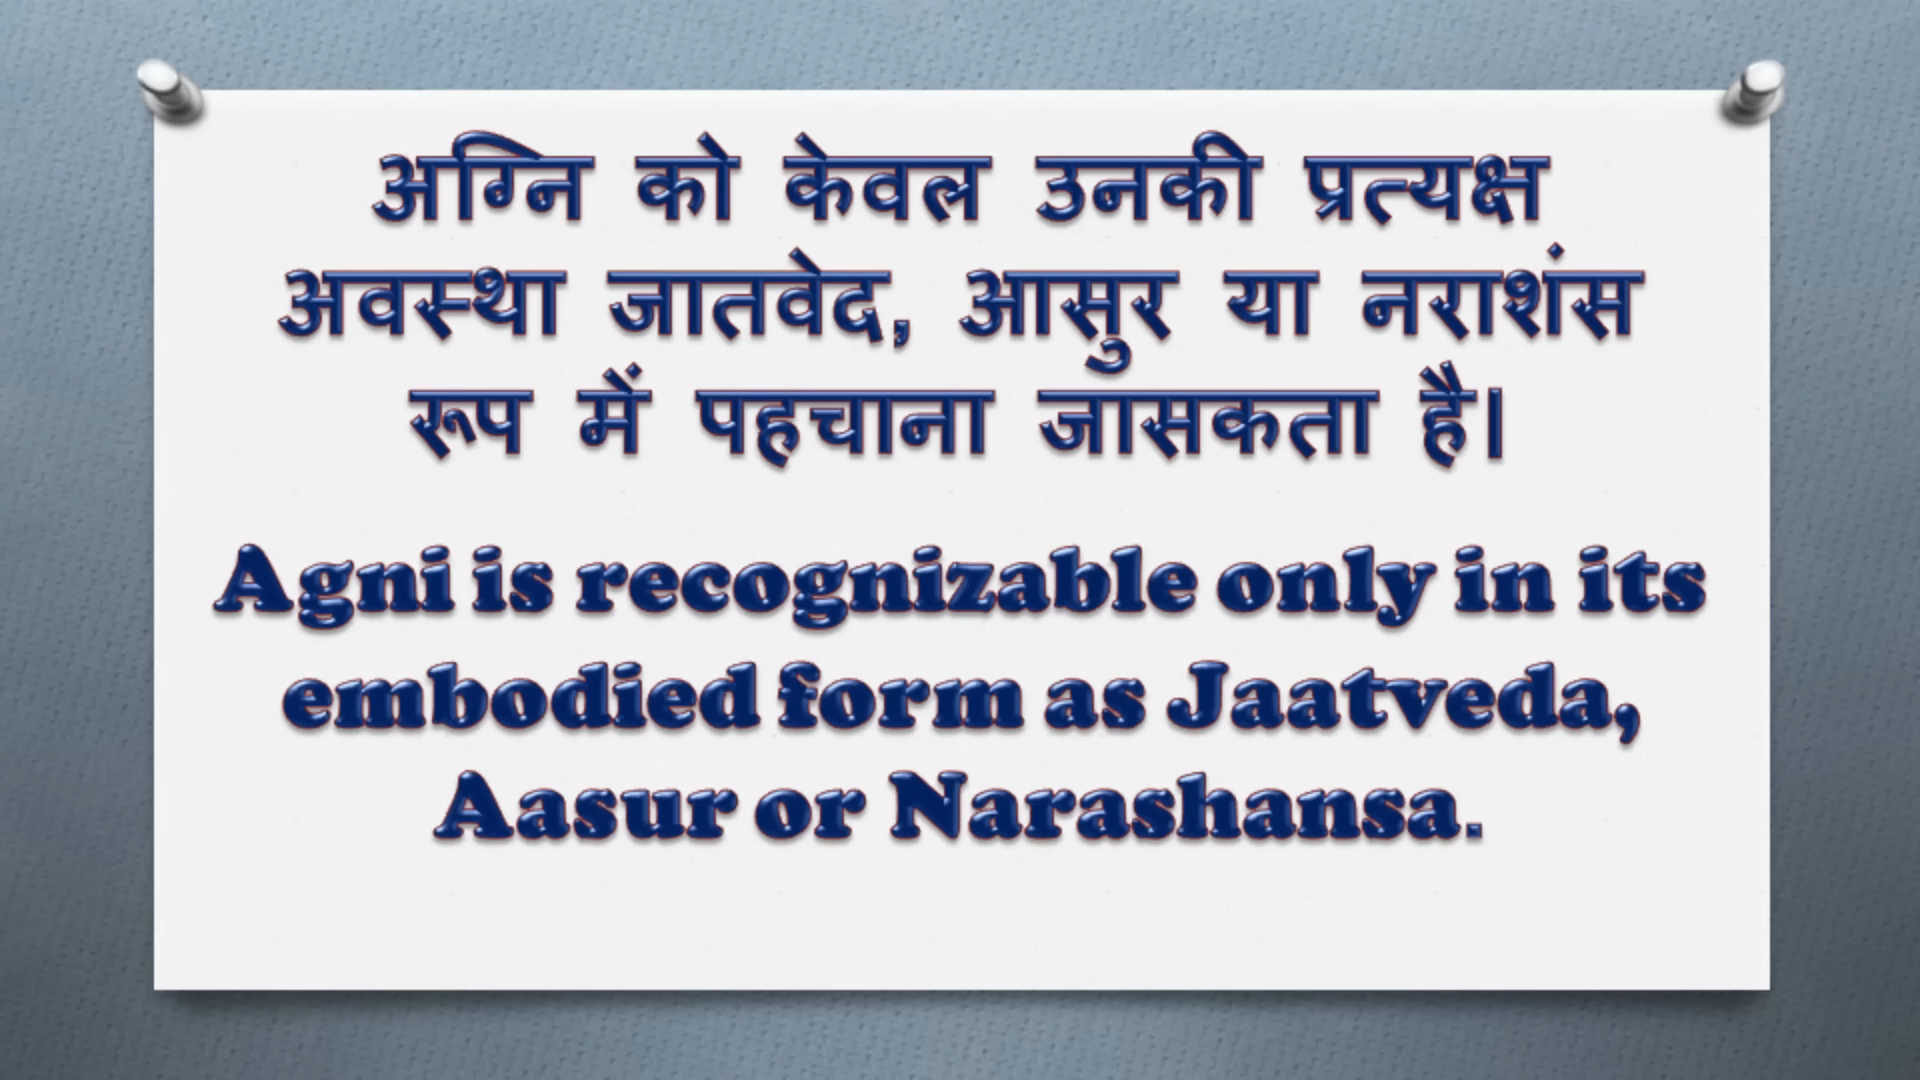 अग्नि को केवल उनकी प्रत्यक्ष
अवस्था जातवेद, आसुर या नराशंस
रूप में पहचाना जासकता है।
Agni is recognizable only in its
embodied form as Jaatveda,
Aasur or Narashansa.